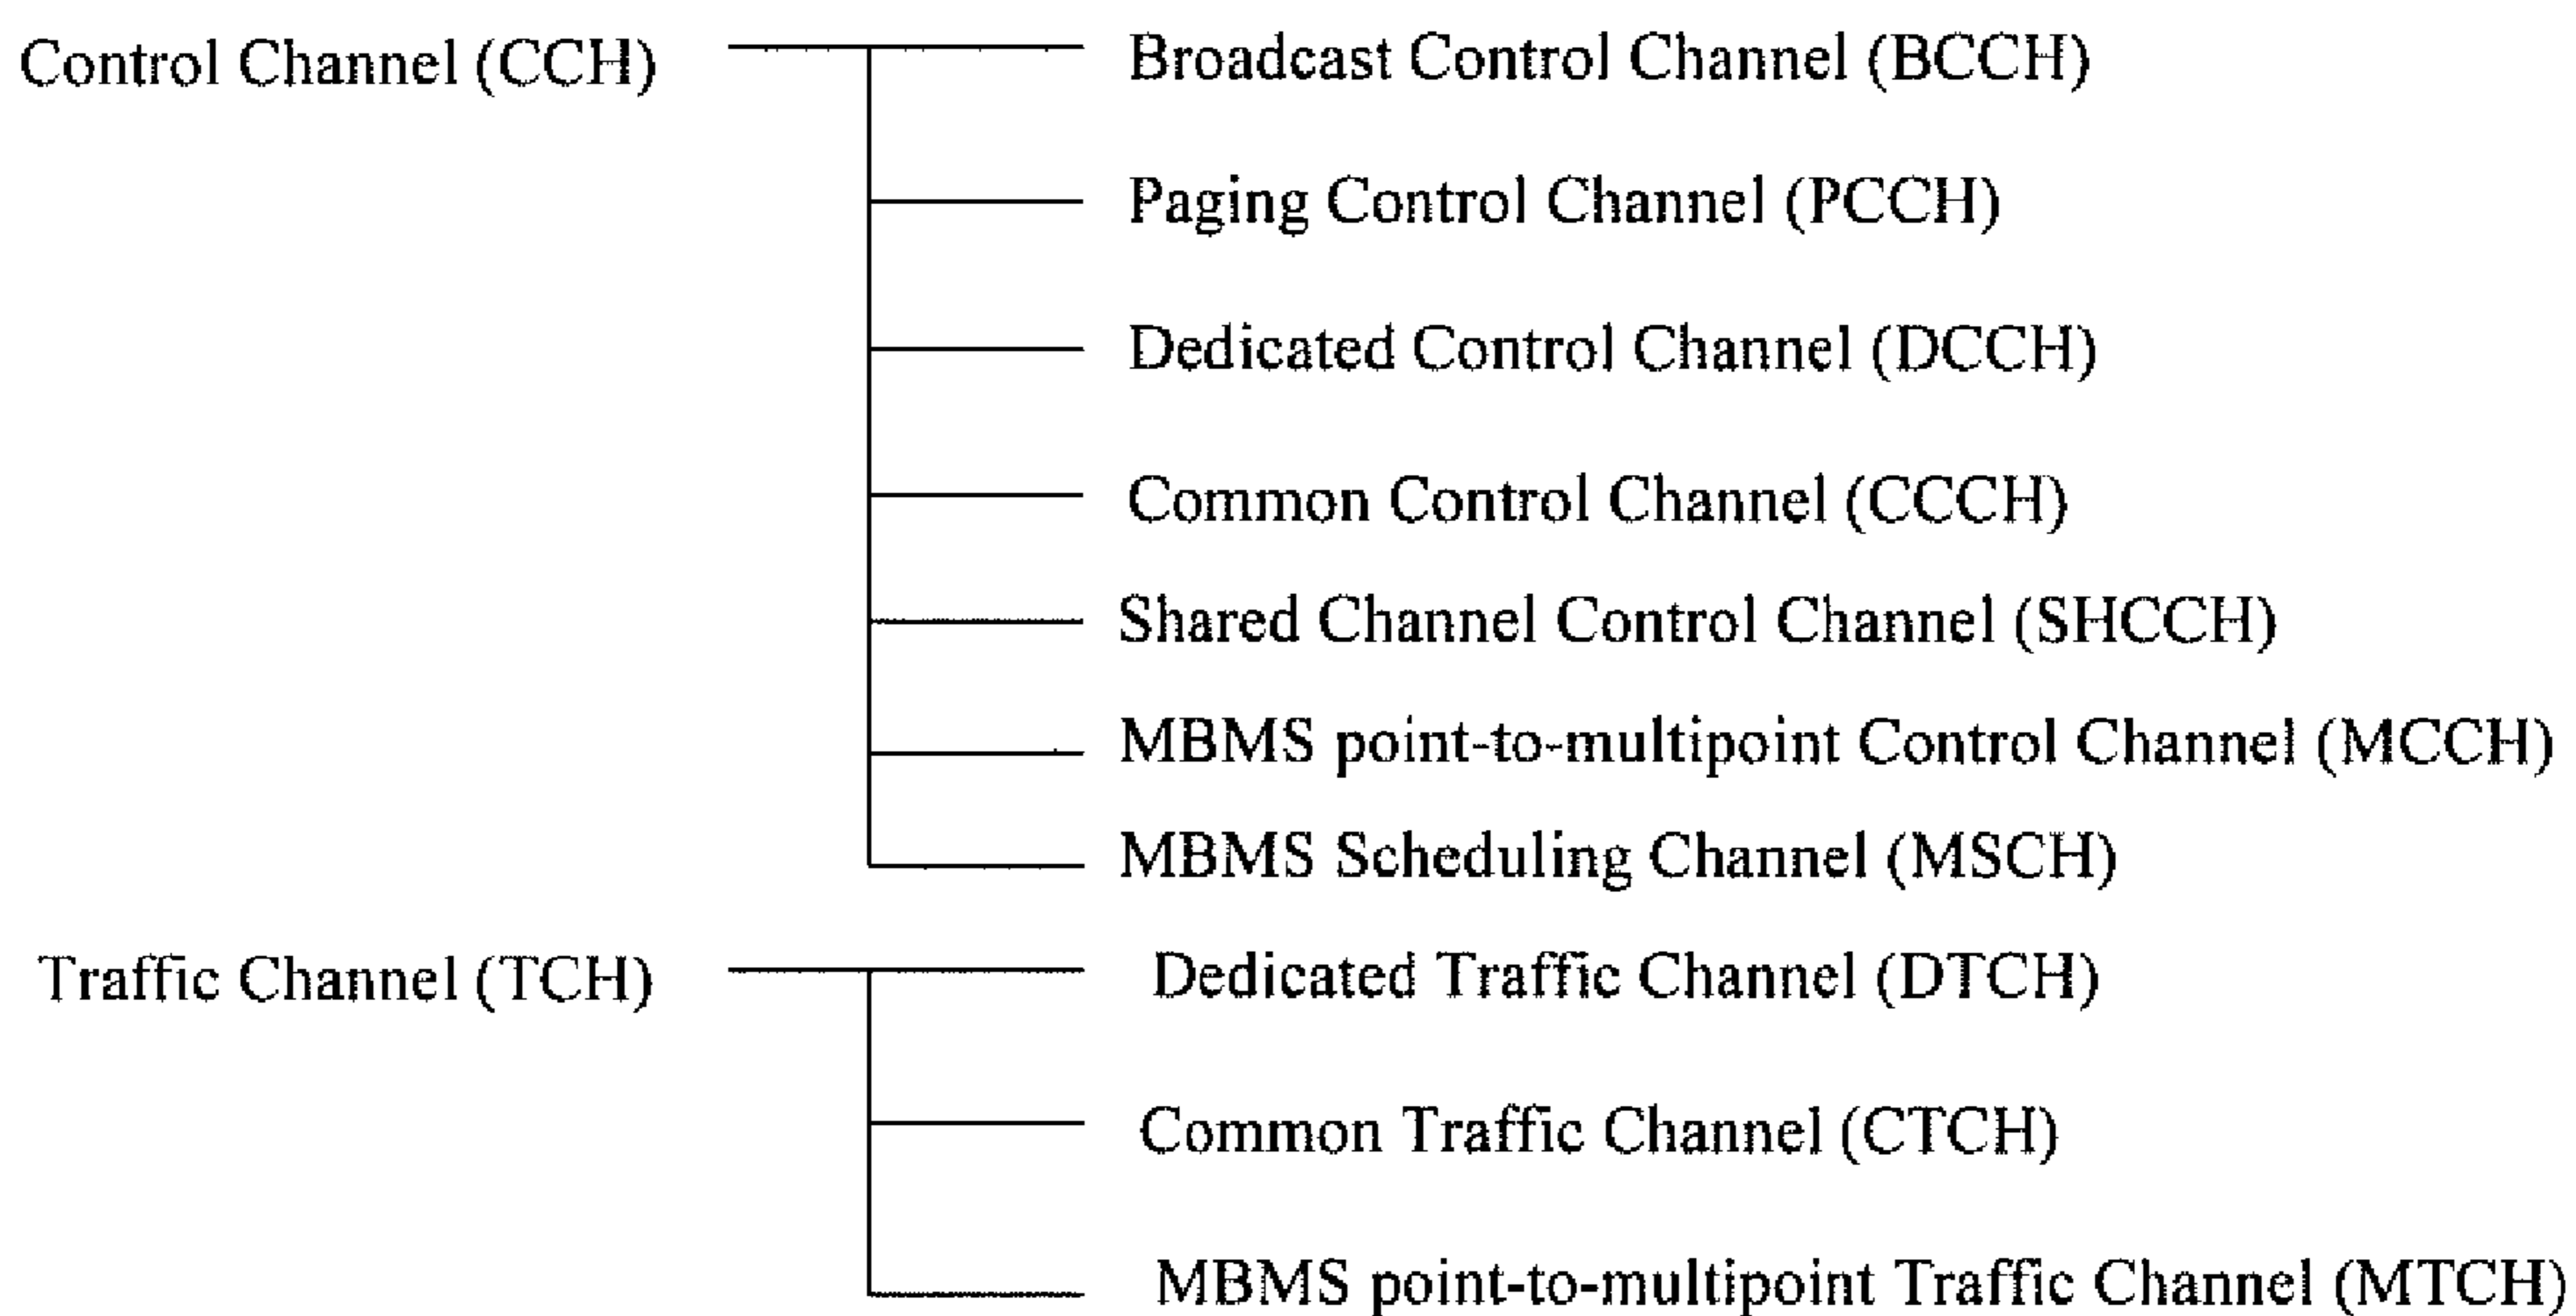 Control Channel (CCH)
Broadcast Control Channel (BCCH)
Paging Control Channel (PCCH)
Dedicated Control Channel (DCCH)
Common Control Channel (CCCH)
Shared Channel Control Channel (SHCCH)
MBMS point-to-multipoint Control Channel (MCCH)
MBMS Scheduling Channel (MSCH)
Traffic Channel (TCH)
Dedicated Traffic Channel (DTCH)
Common Traffic Channel (CTCH)
MBMS point-to-multipoint Traffic Channel (MTCH)